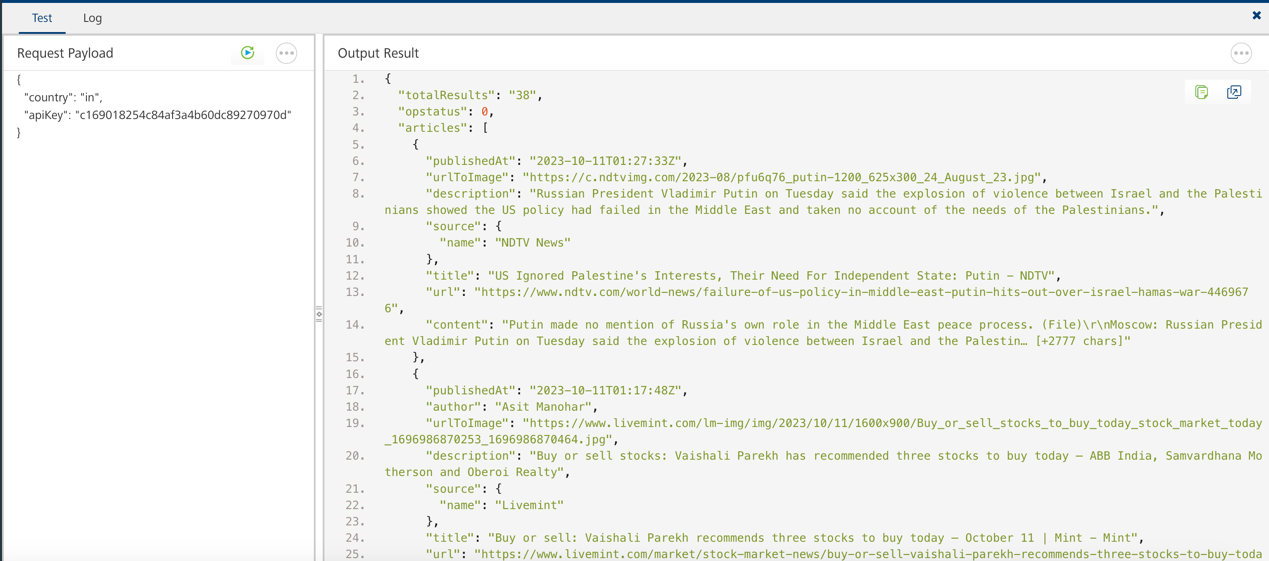 Test Log
Request Payload
{
"country": "in",
"apiKey": "c169018254c84af3a4b60dc89270970d"
}
Output Result
1. {
2. "totalResults": "38",
3. "opstatus": 0,
4. "articles": [
5. {
6. "publishedAt": "2023-10-11T01:27:33Z",
7. "urlToImage": "https://c.ndtvimg.com/2023-08/pfu6q76_putin-1200_625x300_24_August_23.jpg",
8. "description": "Russian President Vladimir Putin on Tuesday said the explosion of violence between Israel and the Palesti
nians showed the US policy had failed in the Middle East and taken no account of the needs of the Palestinians.",
9. "source": {
10. "name": "NDTV News"
11. },
12. "title": "US Ignored Palestine's Interests, Their Need For Independent State: Putin - NDTV",
13. "url": "https://www.ndtv.com/world-news/failure-of-us-policy-in-middle-east-putin-hits-out-over-israel-hamas-war-446967
6",
14. "content": "Putin made no mention of Russia's own role in the Middle East peace process. (File)\r\nMoscow: Russian Presid
ent Vladimir Putin on Tuesday said the explosion of violence between Israel and the Palestin… [+2777 chars]"
15. },
16. {
17. "publishedAt": "2023-10-11T01:17:48Z",
18. "author": "Asit Manohar",
19. "urlToImage": "https://www.livemint.com/lm-img/img/2023/10/11/1600x900/Buy_or_sell_stocks_to_buy_today_stock_market_today
_1696986870253_1696986870464.jpg",
20. "description": "Buy or sell stocks: Vaishali Parekh has recommended three stocks to buy today — ABB India, Samvardhana Mo
therson and Oberoi Realty",
21. "source": {
22. "name": "Livemint"
23. },
24. "title": "Buy or sell: Vaishali Parekh recommends three stocks to buy today — October 11 | Mint - Mint",
25. "url": "https://www.livemint.com/market/stock-market-news/buy-or-sell-vaishali-parekh-recommends-three-stocks-to-buy-toda